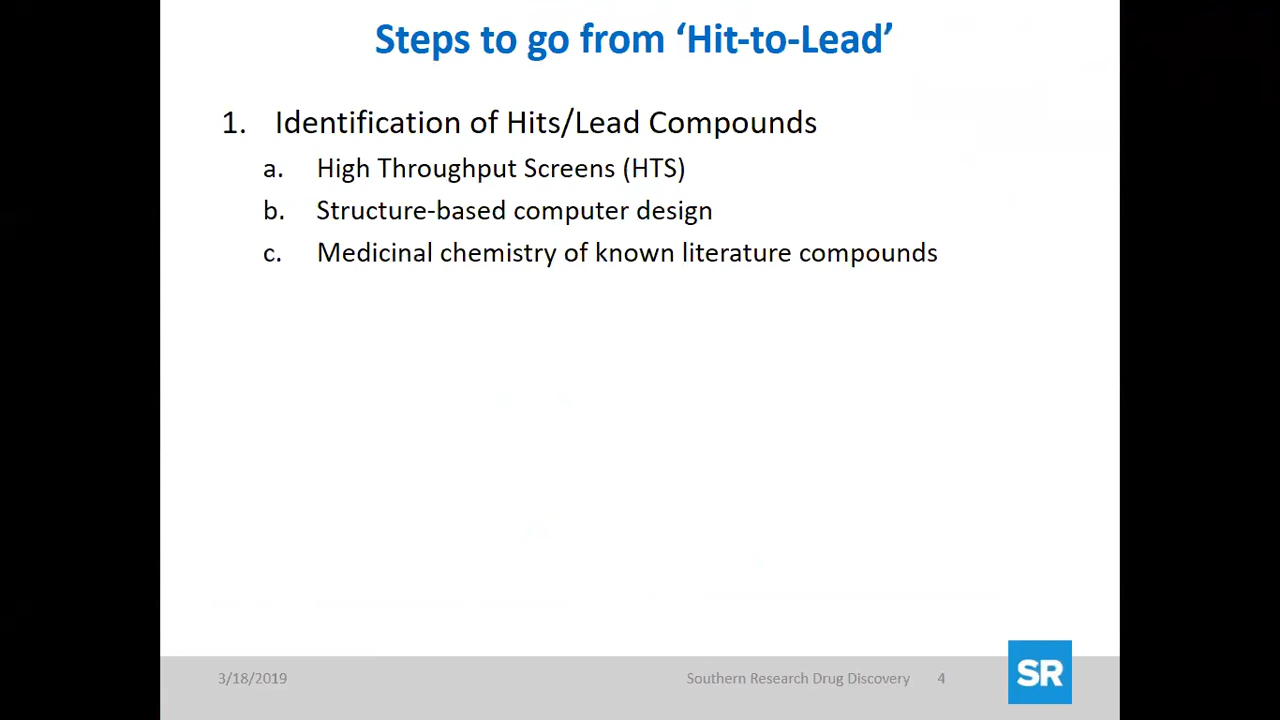 Steps to go from ‘Hit-to-Lead’
1. Identification of Hits/Lead Compounds
a. High Throughput Screens (HTS)
b. Structure-based computer design
c. Medicinal chemistry of known literature compounds
3/18/2019 Southern Research Drug Discovery 4
SR